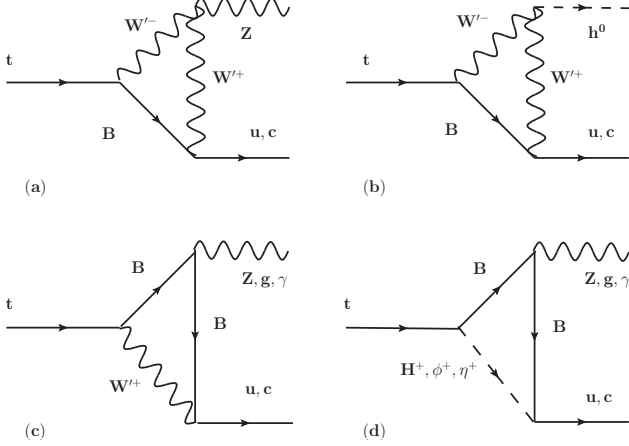 W′− Z
t W′+
B u, c
(a)
W′− h⁰
t W′+
B u, c
(b)
B Z, g, γ
t B
W′+ u, c
(c)
B Z, g, γ
t B
H⁺, ϕ⁺, η⁺ u, c
(d)